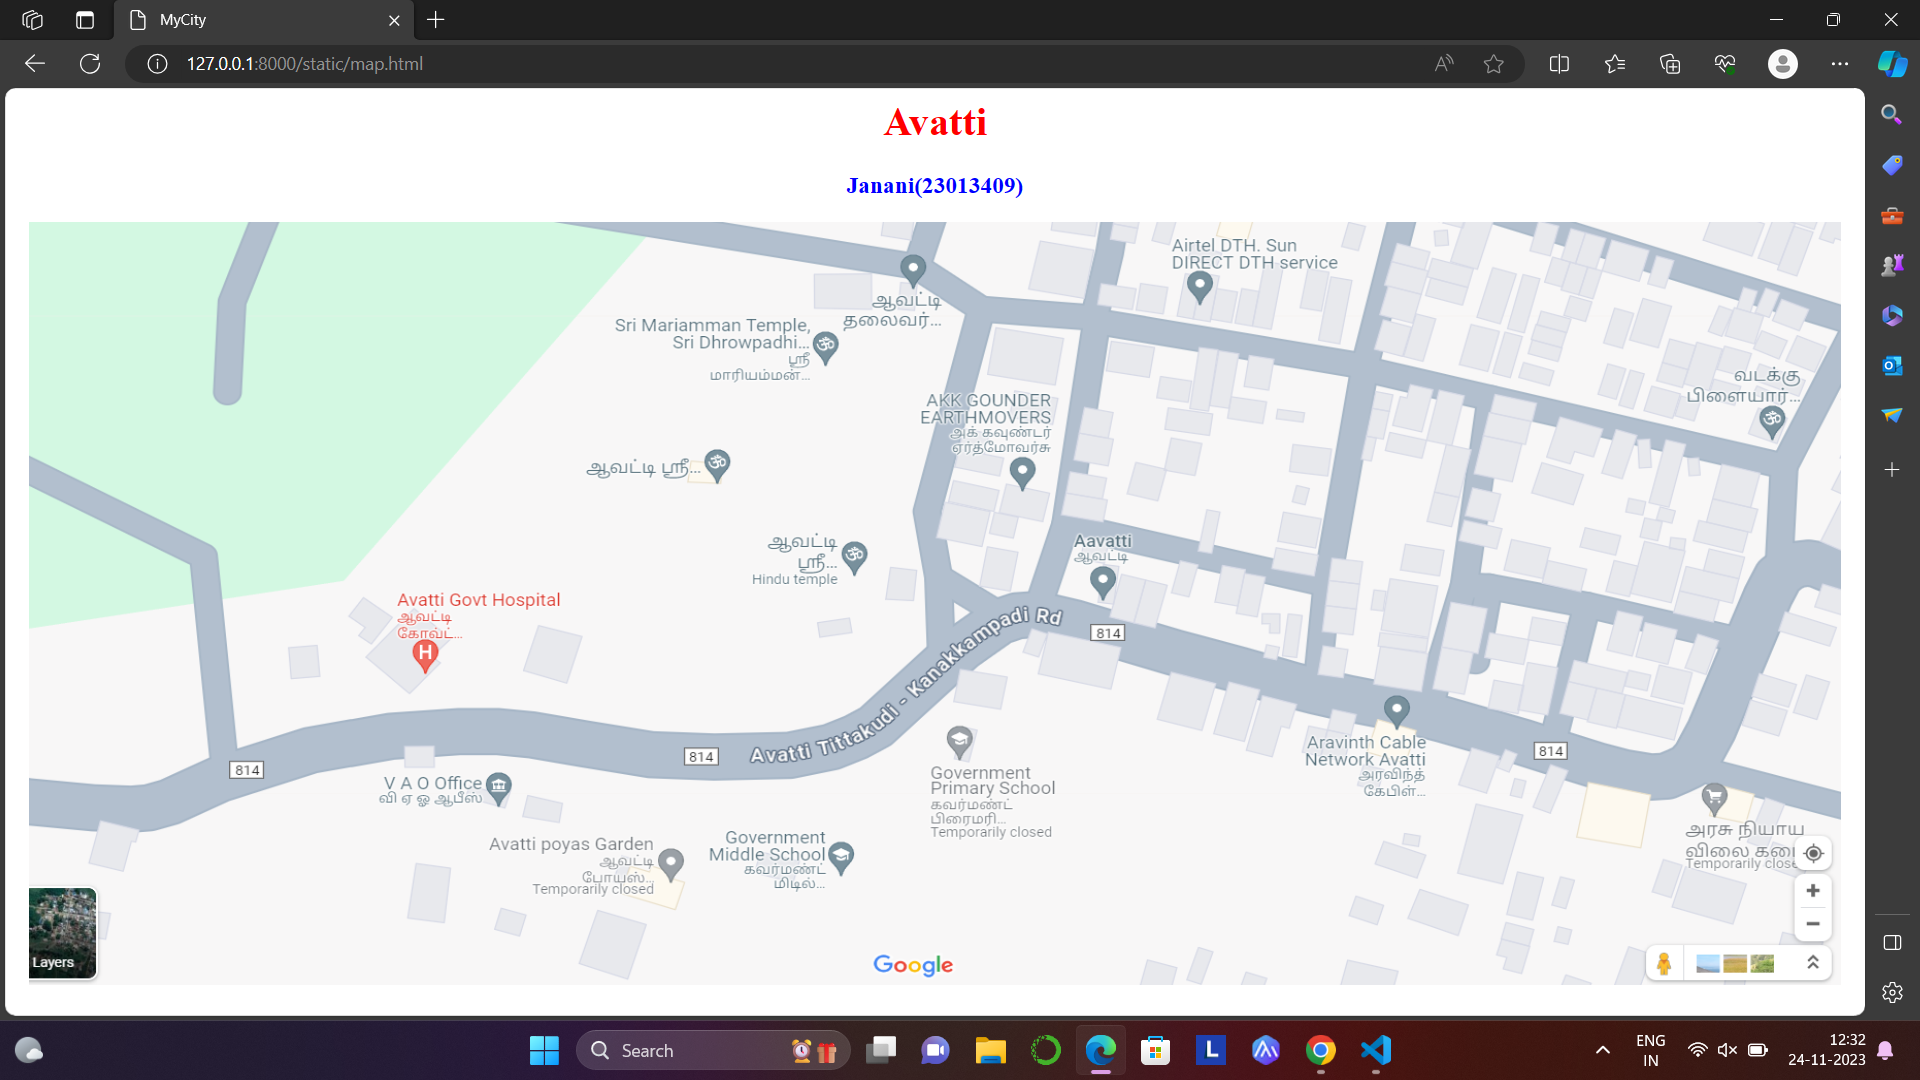 MyCity
127.0.0.1:8000/static/map.html
Avatti
Janani(23013409)
Airtel DTH. Sun
DIRECT DTH service
ஆவட்டி
தலைவர்...
Sri Mariamman Temple,
Sri Dhrowpadhi...
ஸ்ரீ
மாரியம்மன்...
வடக்கு
பிளையார்...
AKK GOUNDER
EARTHMOVERS
அக் கவுண்டர்
ஏர்த்மோவர்சு
ஆவட்டி ஸ்ரீ...
ஆவட்டி
ஸ்ரீ...
Hindu temple
Aavatti
ஆவட்டி
Avatti Govt Hospital
ஆவட்டி
கோவ்ட்...
H
814
Avatti Tittakudi - Kanakkampadi Rd
814
814
814
V A O Office
வி ஏ ஓ ஆபீஸ்
Government
Primary School
கவர்மண்ட்
பிரைமரி...
Temporarily closed
Aravinth Cable
Network Avatti
அரவிந்த்
கேபிள்...
Avatti poyas Garden
ஆவட்டி
போயஸ்...
Temporarily closed
Government
Middle School
கவர்மண்ட்
மிடில்...
அரசு நியாய
விலை
Temporarily
Layers
Google
Search
L
ENG
IN
12:32
24-11-2023